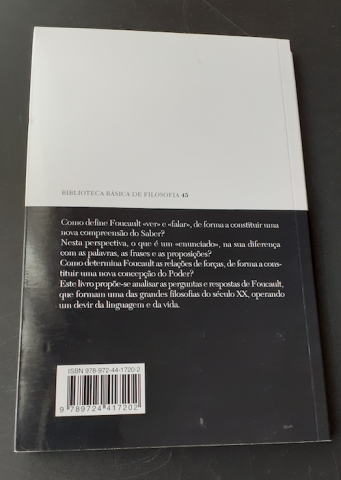 BIBLIOTECA BÁSICA DE FILOSOFIA 45
Como define Foucault «ver» e «falar», de forma a constituir uma
nova compreensão do Saber?
Nesta perspectiva, o que é um «enunciado», na sua diferença
com as palavras, as frases e as proposições?
Como determina Foucault as relações de forças, de forma a cons-
tituir uma nova concepção do Poder?
Este livro propõe-se analisar as perguntas e respostas de Foucault,
que formam uma das grandes filosofias do século XX, operando
um devir da linguagem e da vida.
ISBN 978-972-44-1720-2
9 789724 417202